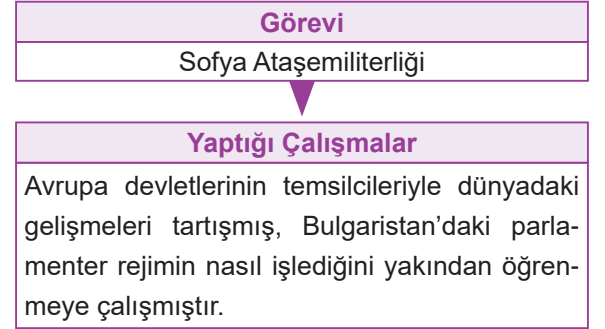 Görevi
Sofya Ataşemiliterliği
Yaptığı Çalışmalar
Avrupa devletlerinin temsilcileriyle dünyadaki
gelişmeleri tartışmış, Bulgaristan’daki parla-
menter rejimin nasıl işlediğini yakından öğren-
meye çalışmıştır.